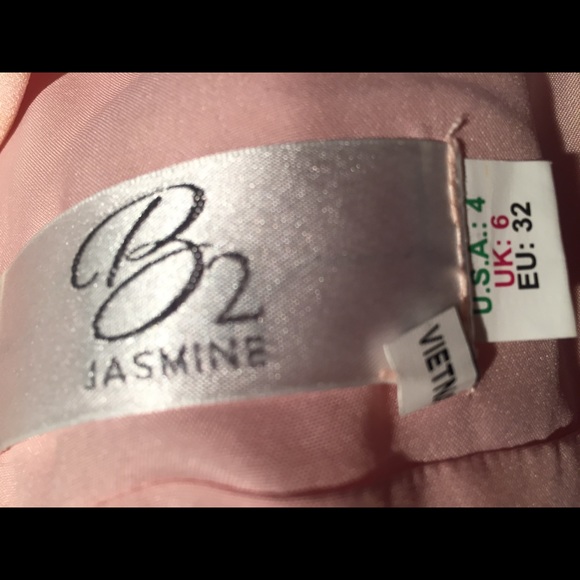 B2
JASMINE
U.S.A.: 4
UK: 6
EU: 32
VIETN